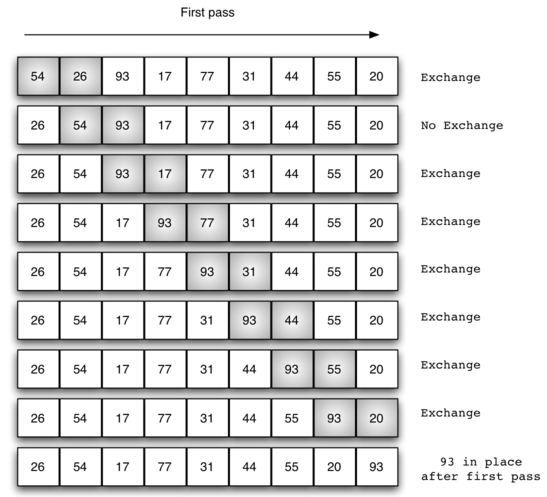 First pass
54 26 93 17 77 31 44 55 20 Exchange
26 54 93 17 77 31 44 55 20 No Exchange
26 54 93 17 77 31 44 55 20 Exchange
26 54 17 93 77 31 44 55 20 Exchange
26 54 17 77 93 31 44 55 20 Exchange
26 54 17 77 31 93 44 55 20 Exchange
26 54 17 77 31 44 93 55 20 Exchange
26 54 17 77 31 44 55 93 20 Exchange
26 54 17 77 31 44 55 20 93 93 in place
after first pass